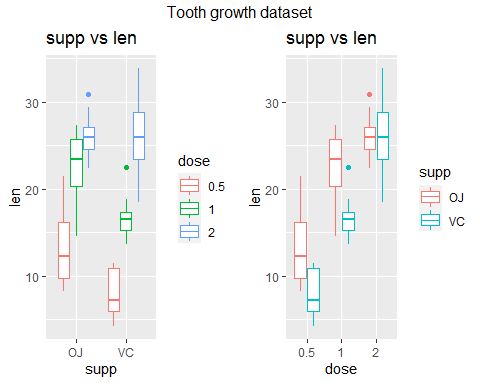 Tooth growth dataset
supp vs len
len
30
20
10
OJ
VC
supp
dose
0.5
1
2
supp vs len
len
30
20
10
0.5
1
2
dose
supp
OJ
VC